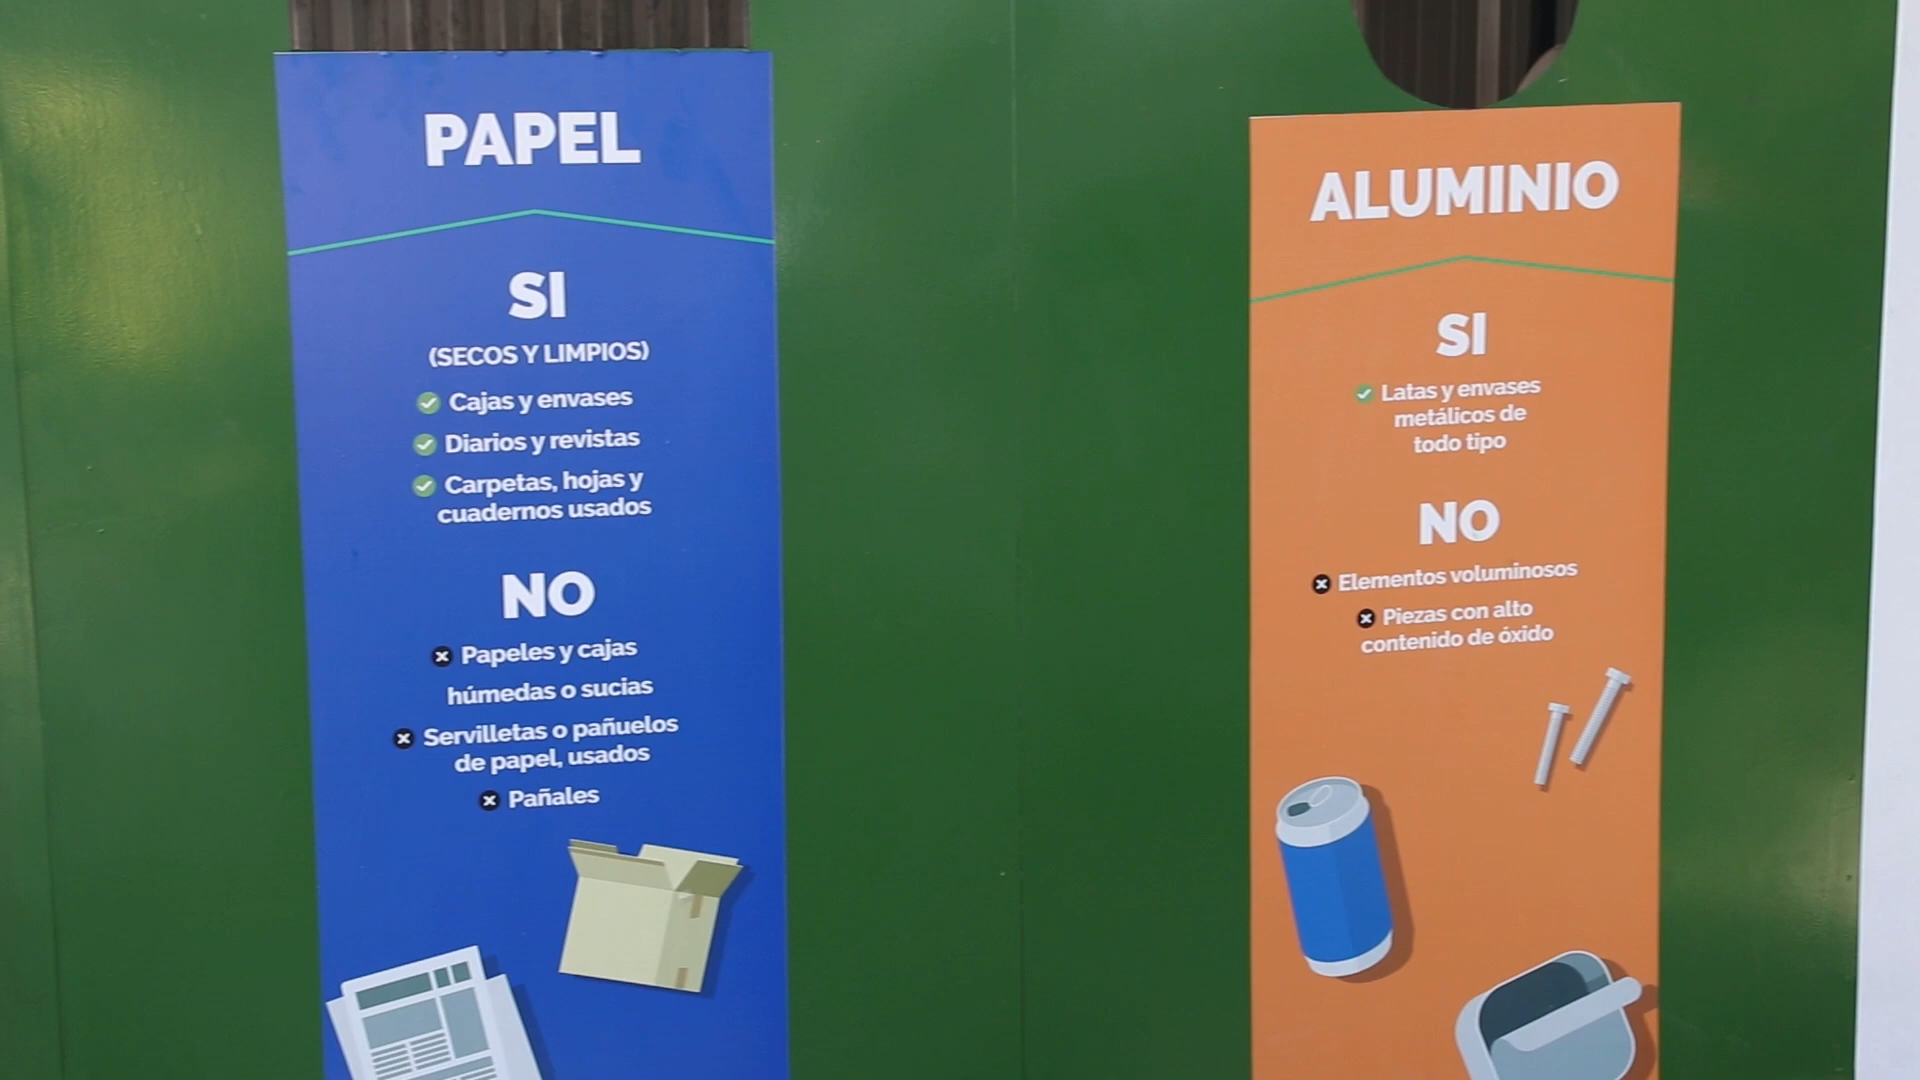 PAPEL
SI
(SECOS Y LIMPIOS)
Cajas y envases
Diarios y revistas
Carpetas, hojas y
cuadernos usados
NO
Papeles y cajas
húmedas o sucias
Servilletas o pañuelos
de papel, usados
Pañales
ALUMINIO
SI
Latas y envases
metálicos de
todo tipo
NO
Elementos voluminosos
Piezas con alto
contenido de óxido